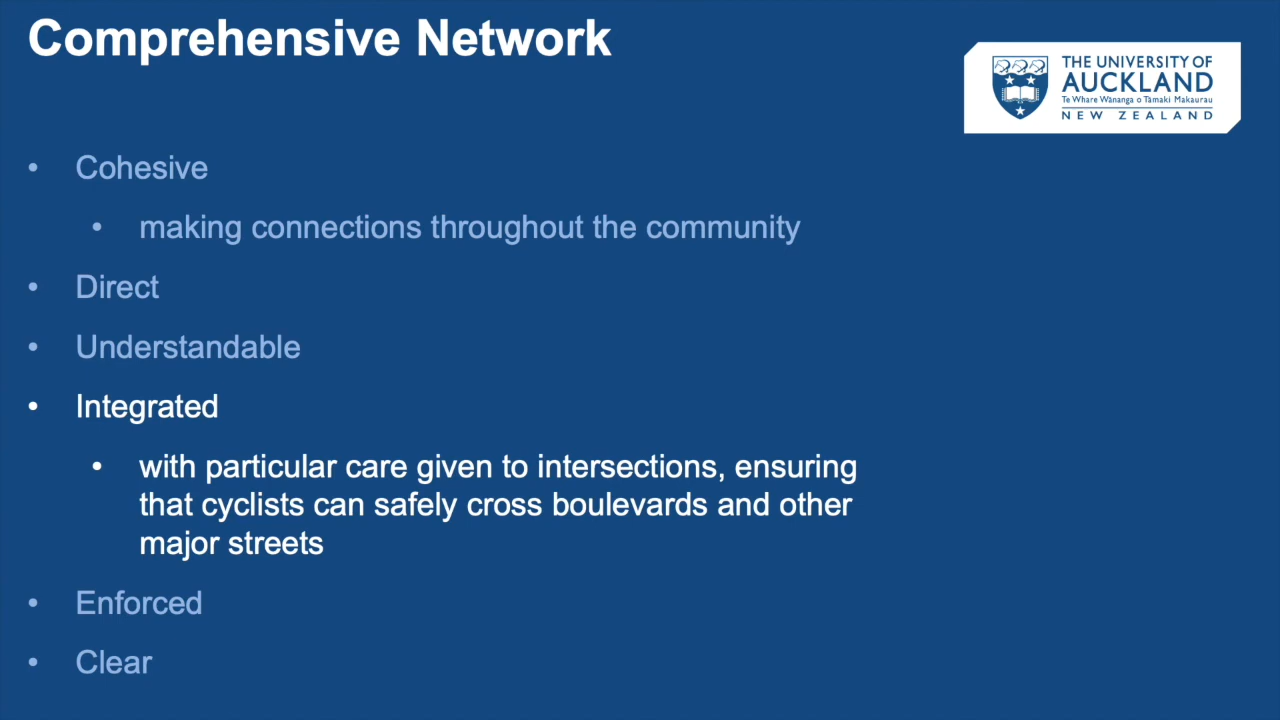 Comprehensive Network
THE UNIVERSITY OF
AUCKLAND
Te Whare Wānanga o Tāmaki Makaurau
NEW ZEALAND
• Cohesive
• making connections throughout the community
• Direct
• Understandable
• Integrated
• with particular care given to intersections, ensuring
that cyclists can safely cross boulevards and other
major streets
• Enforced
• Clear